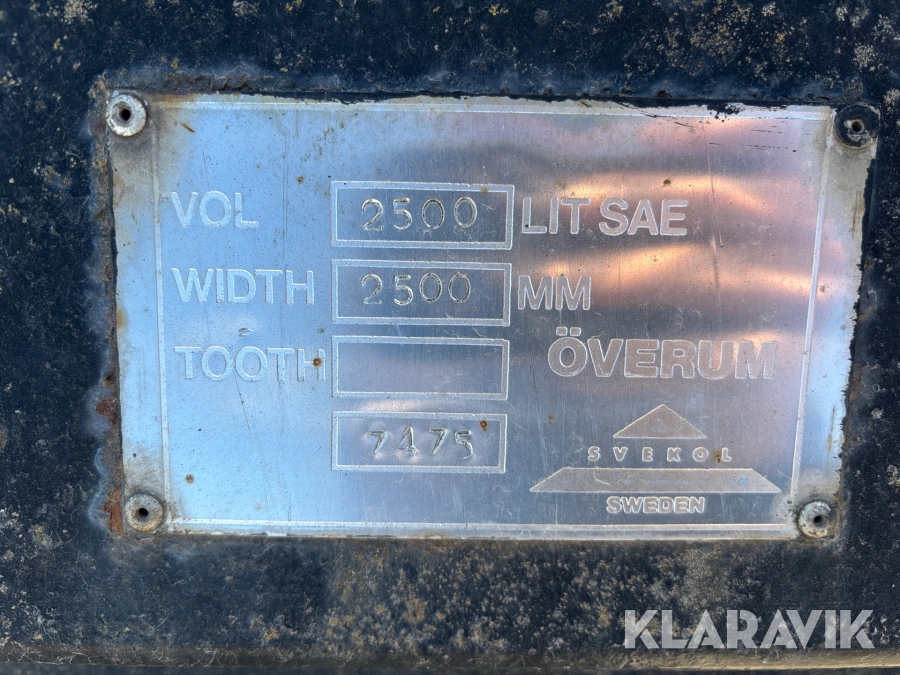 VOL 2500 LIT SAE
WIDTH 2500 MM
TOOTH ÖVERUM
7475
SVEKOL
SWEDEN
KLARAVIK